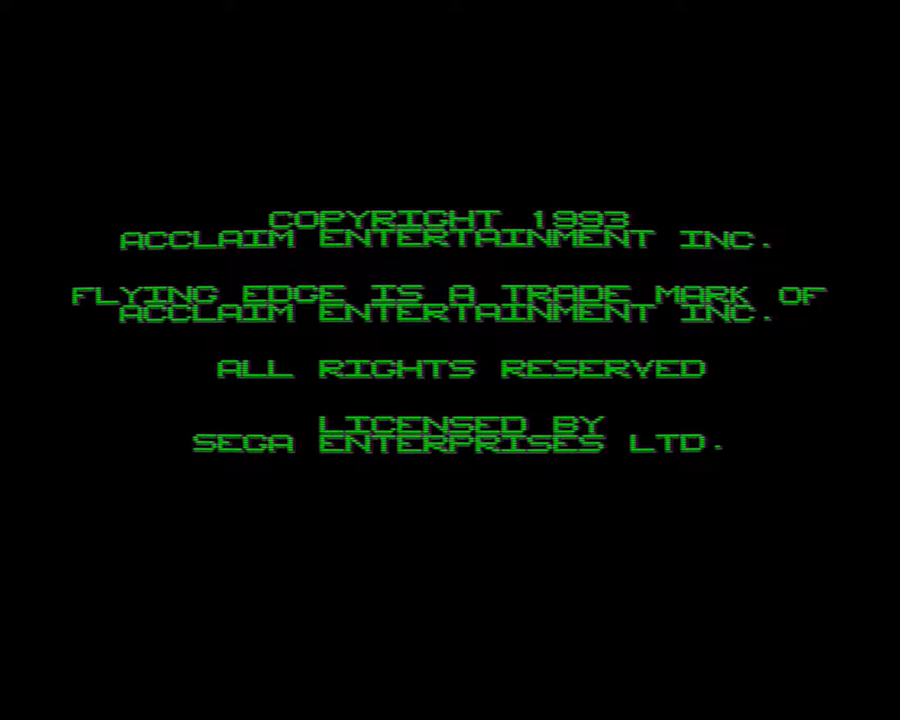 COPYRIGHT 1993
ACCLAIM ENTERTAINMENT INC.
FLYING EDGE IS A TRADE MARK OF
ACCLAIM ENTERTAINMENT INC.
ALL RIGHTS RESERVED
LICENSED BY
SEGA ENTERPRISES LTD.